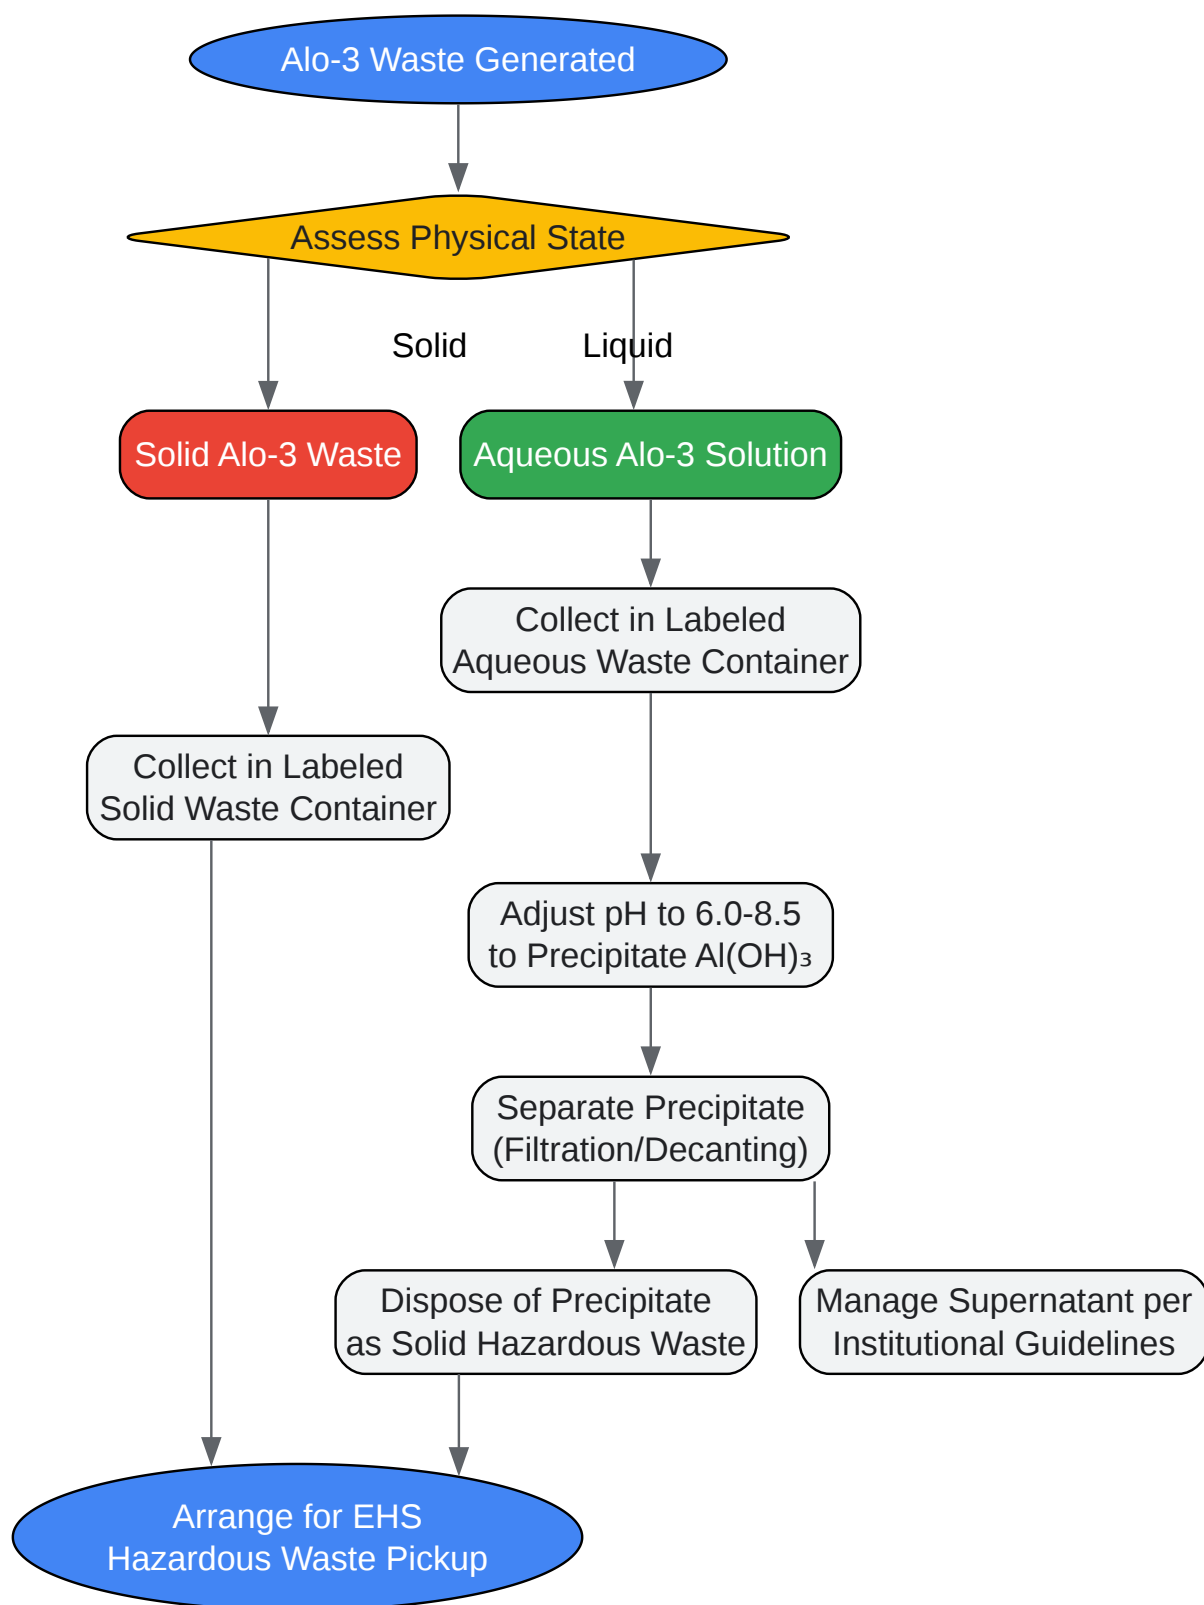 Alo-3 Waste Generated
Assess Physical State
Solid
Liquid
Solid Alo-3 Waste
Aqueous Alo-3 Solution
Collect in Labeled
Aqueous Waste Container
Collect in Labeled
Solid Waste Container
Adjust pH to 6.0-8.5
to Precipitate Al(OH)₃
Separate Precipitate
(Filtration/Decanting)
Dispose of Precipitate
as Solid Hazardous Waste
Manage Supernatant per
Institutional Guidelines
Arrange for EHS
Hazardous Waste Pickup